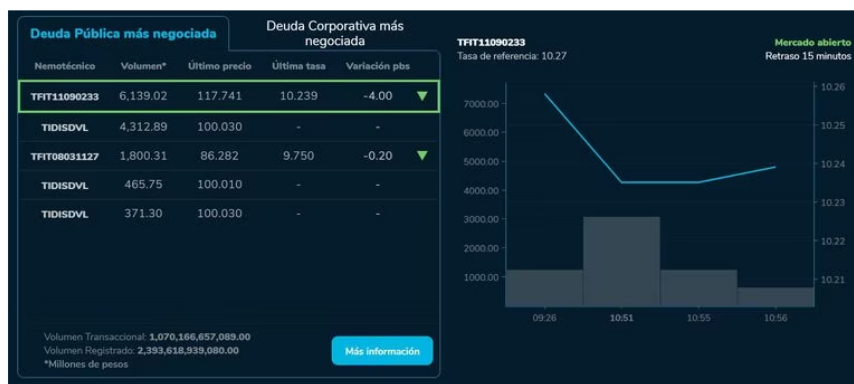 Deuda Pública más negociada
Deuda Corporativa más
negociada
Nemotécnico Volumen* Último precio Última tasa Variación pbs
TFIT11090233 6,139.02 117.741 10.239 -4.00 ▼
TIDISDVL 4,312.89 100.030 - -
TFIT08031127 1,800.31 86.282 9.750 -0.20 ▼
TIDISDVL 465.75 100.010 - -
TIDISDVL 371.30 100.030 - -
Volumen Transaccional: 1,070,166,657,089.00
Volumen Registrado: 2,393,618,939,080.00
*Millones de pesos
Más información
TFIT11090233
Tasa de referencia: 10.27
Mercado abierto
Retraso 15 minutos
7000.00
6000.00
5000.00
4000.00
3000.00
2000.00
1000.00
10.26
10.25
10.24
10.23
10.22
10.21
09:26 10:51 10:55 10:56